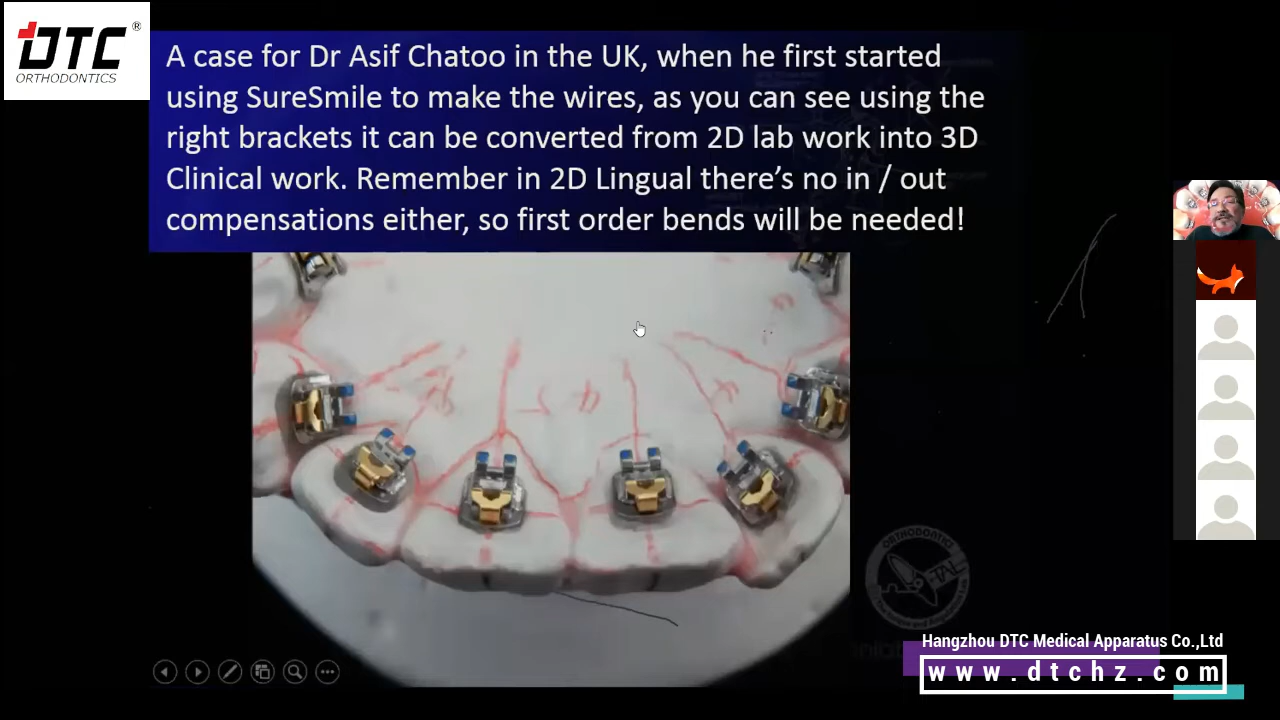 DTC®
ORTHODONTICS
A case for Dr Asif Chatoo in the UK, when he first started
using SureSmile to make the wires, as you can see using the
right brackets it can be converted from 2D lab work into 3D
Clinical work. Remember in 2D Lingual there’s no in / out
compensations either, so first order bends will be needed!
ORTHODONTICS
Hangzhou DTC Medical Apparatus Co.,Ltd
www.dtchz.com